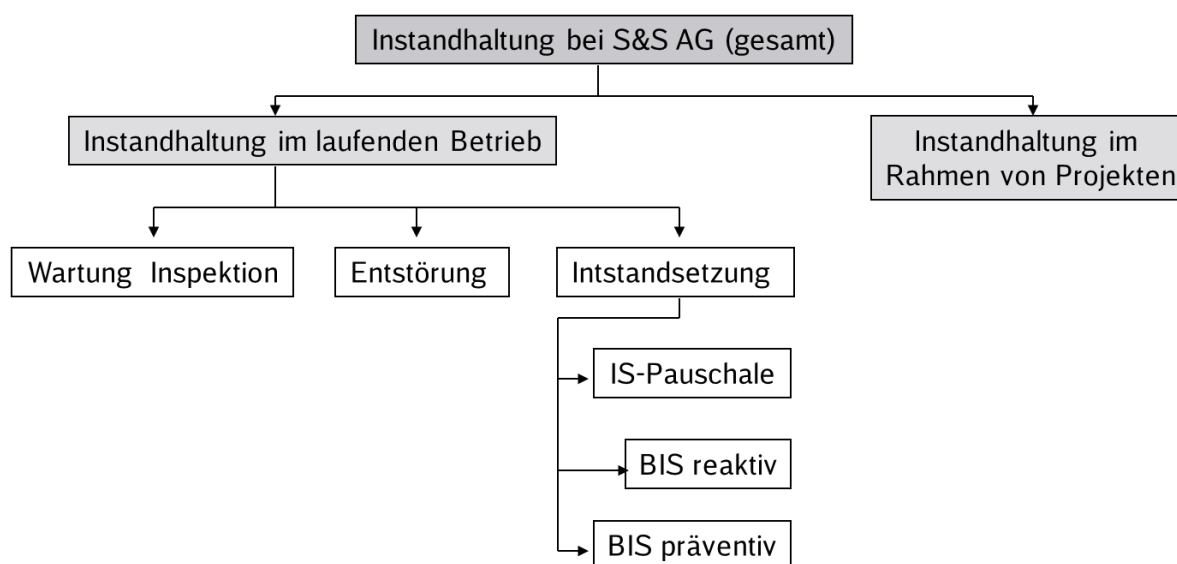 Instandhaltung bei S&S AG (gesamt)
Instandhaltung im laufenden Betrieb
Instandhaltung im
Rahmen von Projekten
Wartung Inspektion
Entstörung
Intstandsetzung
IS-Pauschale
BIS reaktiv
BIS präventiv